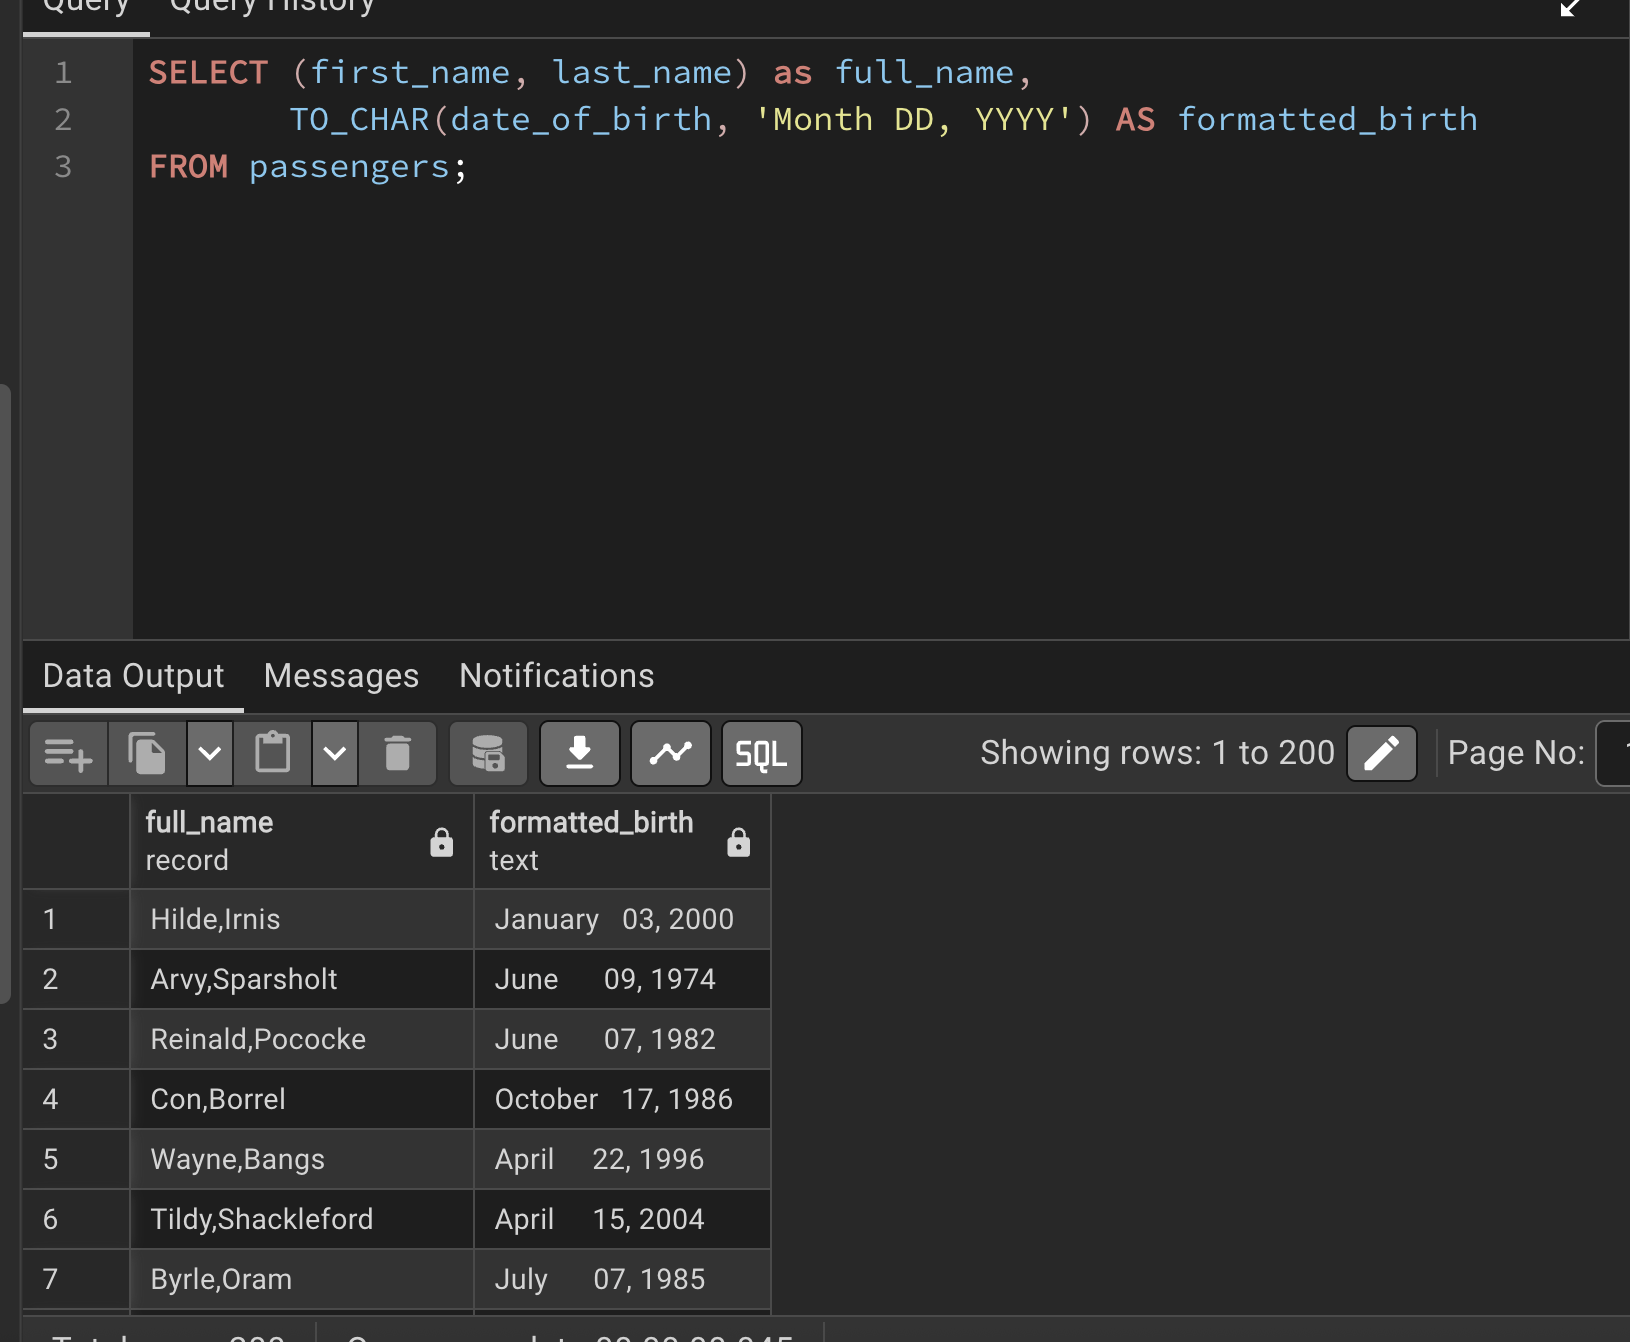 Query Query History
1 SELECT (first_name, last_name) as full_name,
2 TO_CHAR(date_of_birth, 'Month DD, YYYY') AS formatted_birth
3 FROM passengers;
Data Output Messages Notifications
SQL Showing rows: 1 to 200 Page No:
full_name formatted_birth
record text
1 Hilde,Irnis January   03, 2000
2 Arvy,Sparsholt June      09, 1974
3 Reinald,Pococke June      07, 1982
4 Con,Borrel October   17, 1986
5 Wayne,Bangs April     22, 1996
6 Tildy,Shackleford April     15, 2004
7 Byrle,Oram July      07, 1985